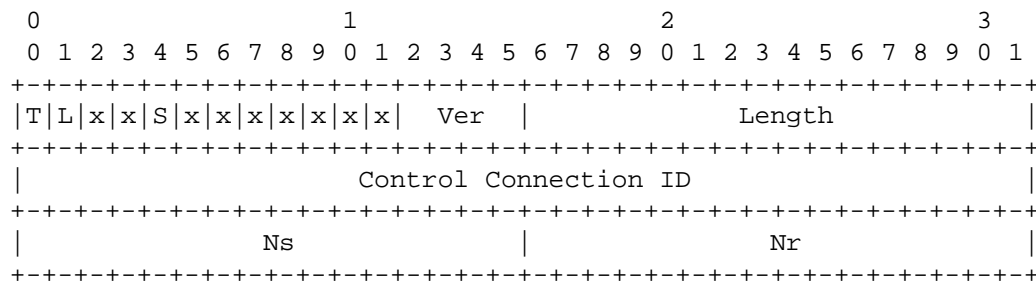 0                   1                   2                   3
 0 1 2 3 4 5 6 7 8 9 0 1 2 3 4 5 6 7 8 9 0 1 2 3 4 5 6 7 8 9 0 1
+-+-+-+-+-+-+-+-+-+-+-+-+-+-+-+-+-+-+-+-+-+-+-+-+-+-+-+-+-+-+-+-+
|T|L|x|x|S|x|x|x|x|x|x|x|  Ver  |             Length            |
+-+-+-+-+-+-+-+-+-+-+-+-+-+-+-+-+-+-+-+-+-+-+-+-+-+-+-+-+-+-+-+-+
|                     Control Connection ID                     |
+-+-+-+-+-+-+-+-+-+-+-+-+-+-+-+-+-+-+-+-+-+-+-+-+-+-+-+-+-+-+-+-+
|               Ns              |               Nr              |
+-+-+-+-+-+-+-+-+-+-+-+-+-+-+-+-+-+-+-+-+-+-+-+-+-+-+-+-+-+-+-+-+